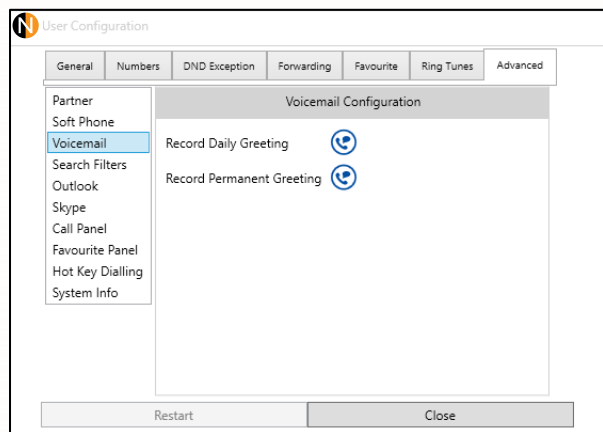 N User Configuration
General Numbers DND Exception Forwarding Favourite Ring Tunes Advanced
Partner
Soft Phone
Voicemail
Search Filters
Outlook
Skype
Call Panel
Favourite Panel
Hot Key Dialling
System Info
Voicemail Configuration
Record Daily Greeting
Record Permanent Greeting
Restart Close